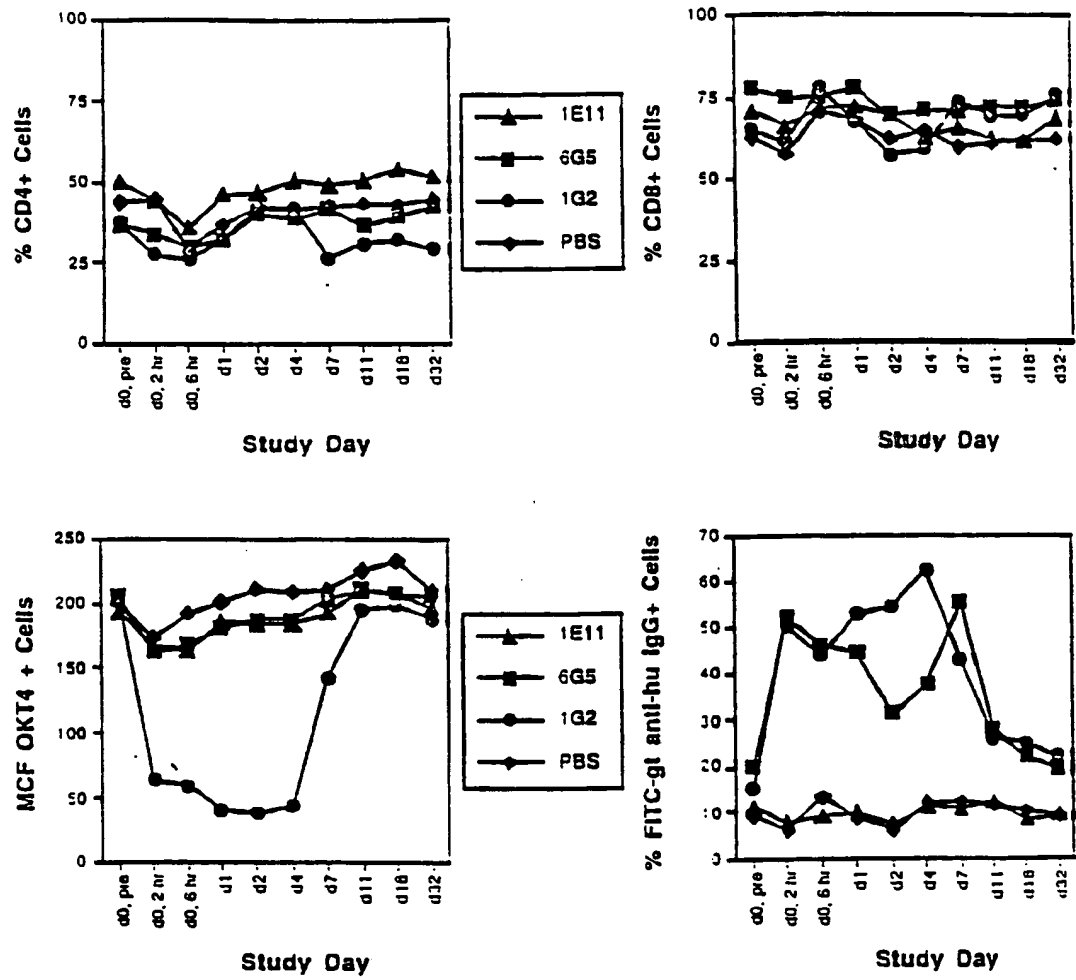 % CD4+ Cells
100
75
50
25
0
d0, pre
d0, 2 hr
d0, 6 hr
d1
d2
d4
d7
d11
d18
d32
Study Day
1E11
6G5
1G2
PBS
% CD8+ Cells
100
75
50
25
0
d0, pre
d0, 2 hr
d0, 6 hr
d1
d2
d4
d7
d11
d18
d32
Study Day
MCF OKT4 + Cells
250
200
150
100
50
0
d0, pre
d0, 2 hr
d0, 6 hr
d1
d2
d4
d7
d11
d18
d32
Study Day
1E11
6G5
1G2
PBS
% FITC-gt anti-hu IgG+ Cells
70
60
50
40
30
20
10
0
d0, pre
d0, 2 hr
d0, 6 hr
d1
d2
d4
d7
d11
d18
d32
Study Day